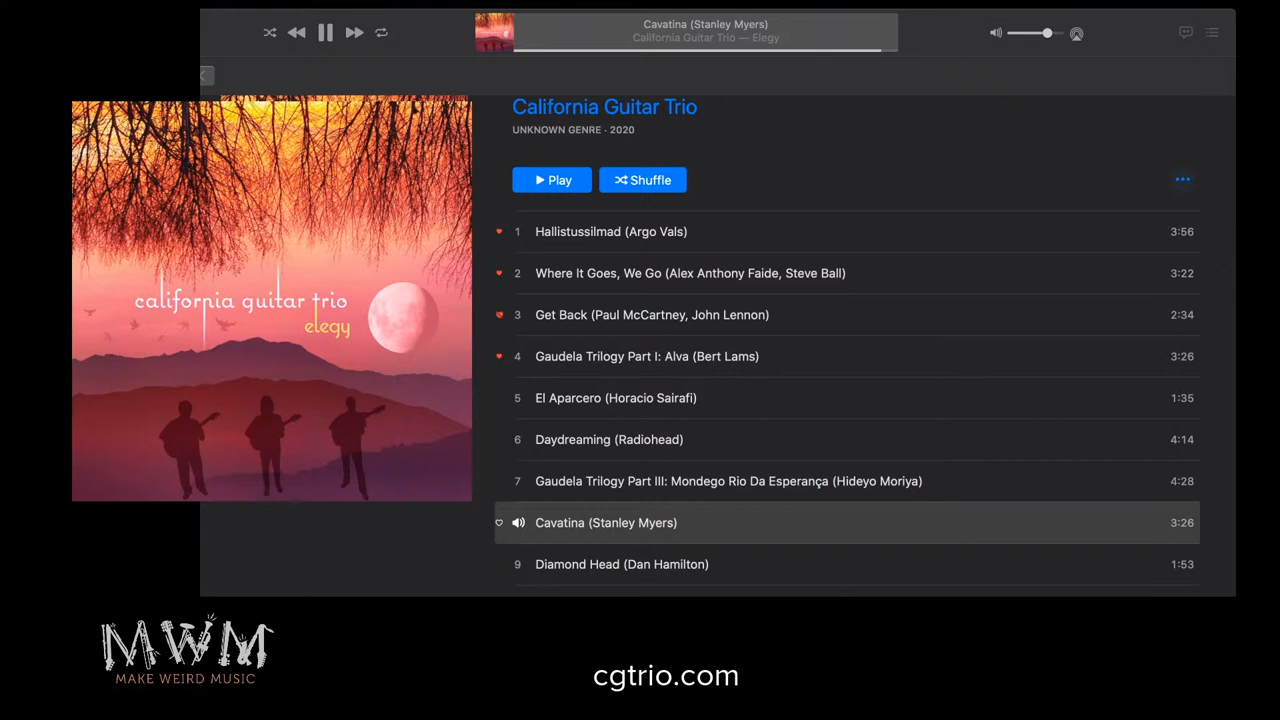 Cavatina (Stanley Myers)
California Guitar Trio — Elegy
California Guitar Trio
UNKNOWN GENRE · 2020
Play
Shuffle
california guitar trio
elegy
1 Hallistussilmad (Argo Vals) 3:56
2 Where It Goes, We Go (Alex Anthony Faide, Steve Ball) 3:22
3 Get Back (Paul McCartney, John Lennon) 2:34
4 Gaudela Trilogy Part I: Alva (Bert Lams) 3:26
5 El Aparcero (Horacio Sairafi) 1:35
6 Daydreaming (Radiohead) 4:14
7 Gaudela Trilogy Part III: Mondego Rio Da Esperança (Hideyo Moriya) 4:28
Cavatina (Stanley Myers) 3:26
9 Diamond Head (Dan Hamilton) 1:53
MWM
MAKE WEIRD MUSIC
cgtrio.com